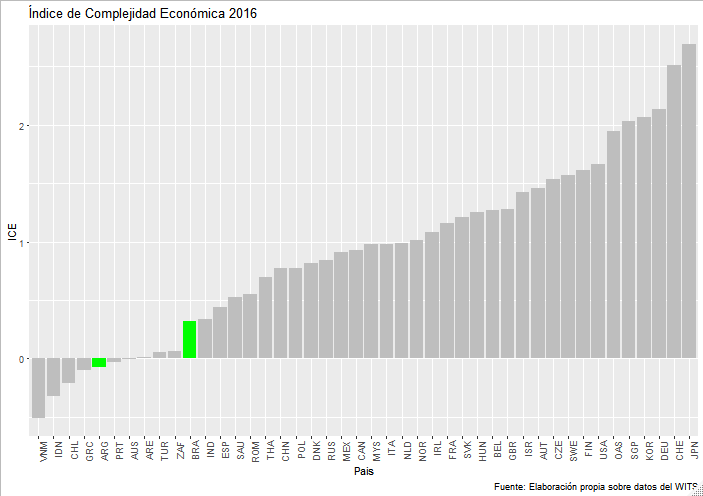 Índice de Complejidad Económica 2016
ICE
2
1
0
VNM IDN CHL GRC ARG PRT AUS ARE TUR ZAF BRA IND ESP SAU ROM THA CHN POL DNK RUS MEX CAN MYS ITA NLD NOR IRL FRA SVK HUN BEL GBR ISR AUT CZE SWE FIN USA OAS SGP KOR DEU CHE JPN
Pais
Fuente: Elaboración propia sobre datos del WITS